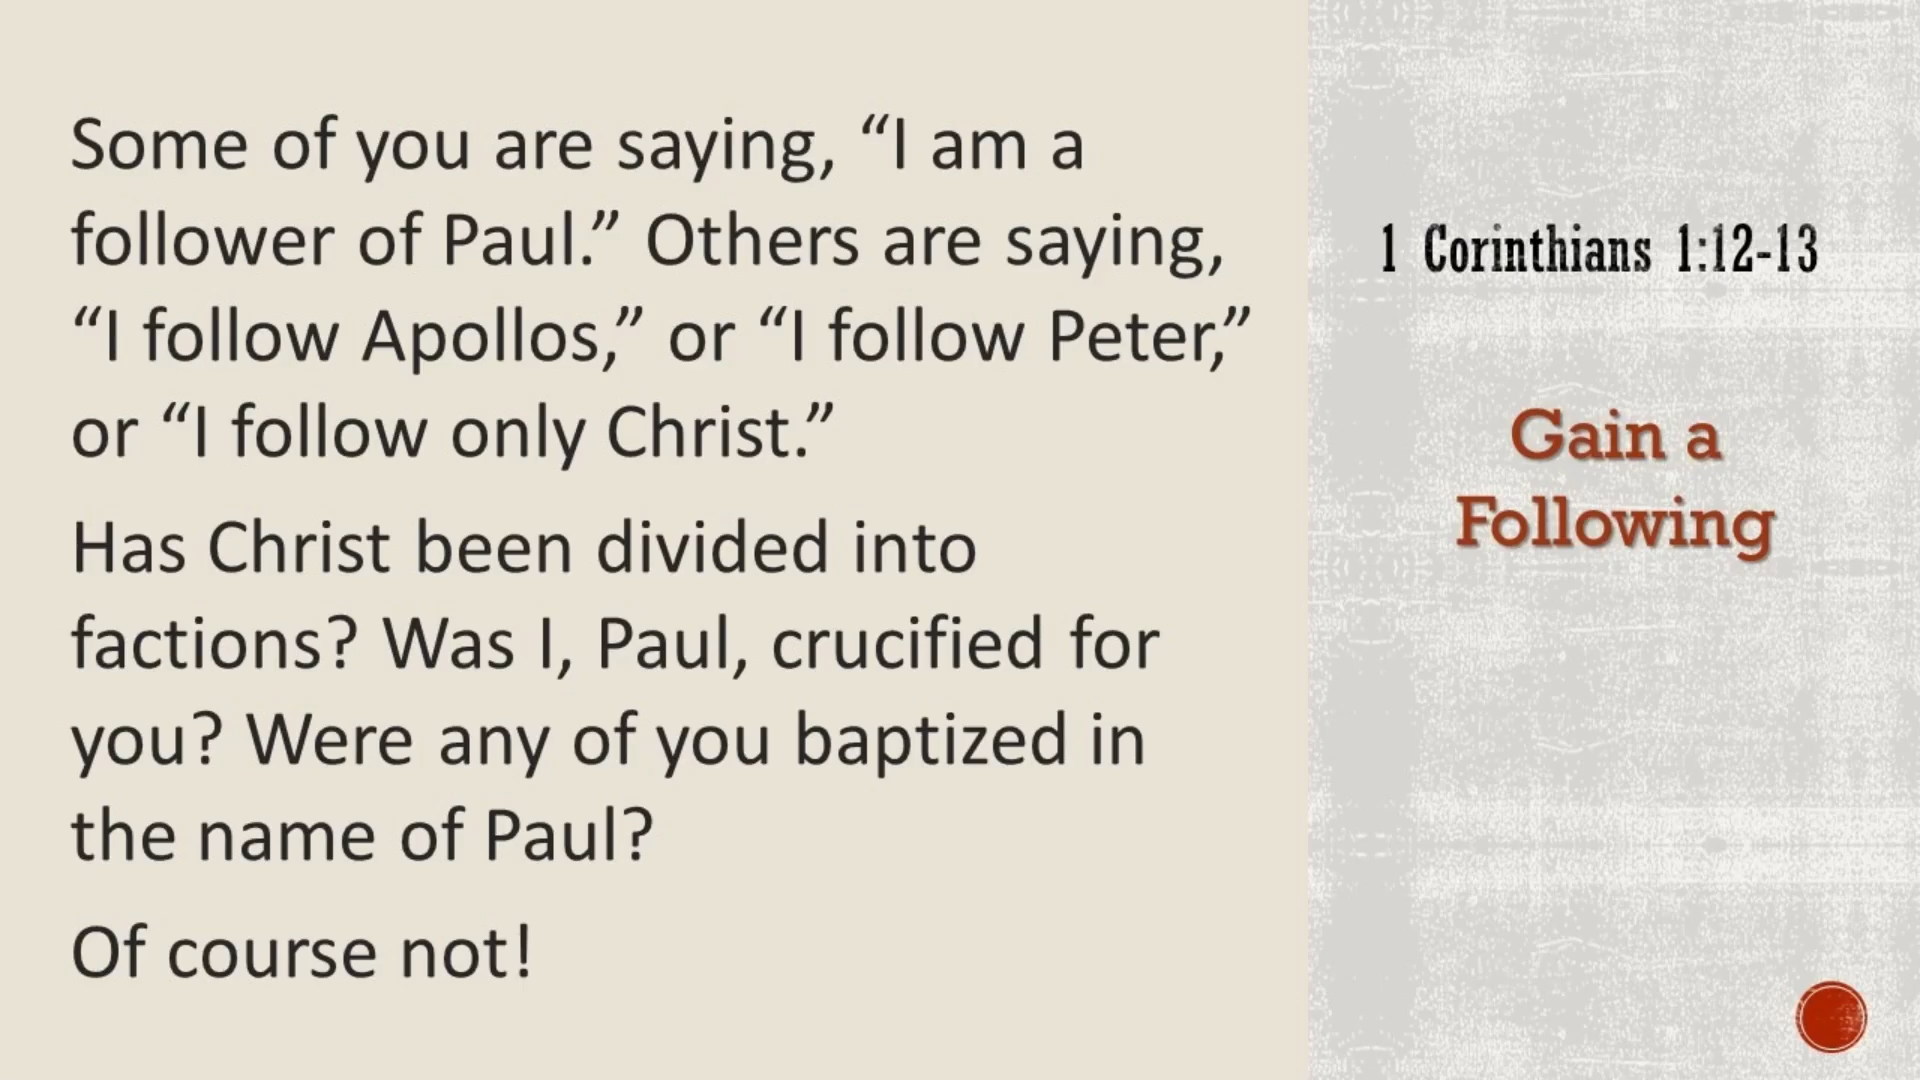 Some of you are saying, “I am a
follower of Paul.” Others are saying,
“I follow Apollos,” or “I follow Peter,”
or “I follow only Christ.”
Has Christ been divided into
factions? Was I, Paul, crucified for
you? Were any of you baptized in
the name of Paul?
Of course not!
1 Corinthians 1:12-13
Gain a
Following